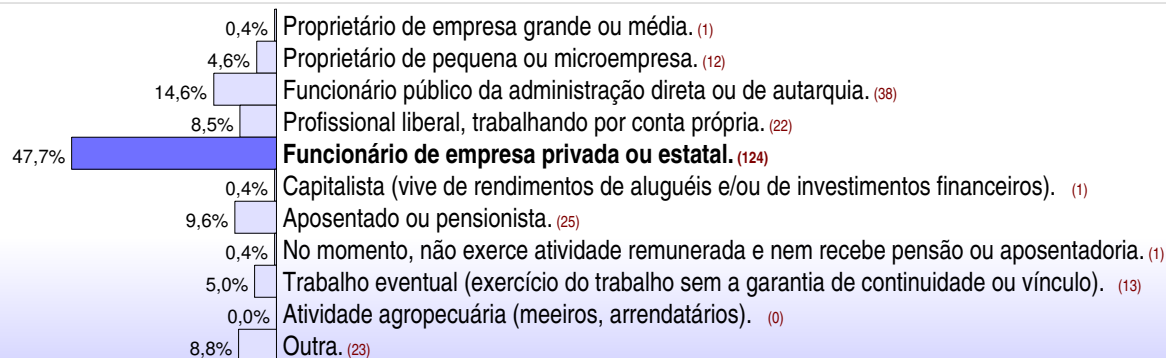 0,4% Proprietário de empresa grande ou média. (1)
4,6% Proprietário de pequena ou microempresa. (12)
14,6% Funcionário público da administração direta ou de autarquia. (38)
8,5% Profissional liberal, trabalhando por conta própria. (22)
47,7% Funcionário de empresa privada ou estatal. (124)
0,4% Capitalista (vive de rendimentos de aluguéis e/ou de investimentos financeiros). (1)
9,6% Aposentado ou pensionista. (25)
0,4% No momento, não exerce atividade remunerada e nem recebe pensão ou aposentadoria. (1)
5,0% Trabalho eventual (exercício do trabalho sem a garantia de continuidade ou vínculo). (13)
0,0% Atividade agropecuária (meeiros, arrendatários). (0)
8,8% Outra. (23)